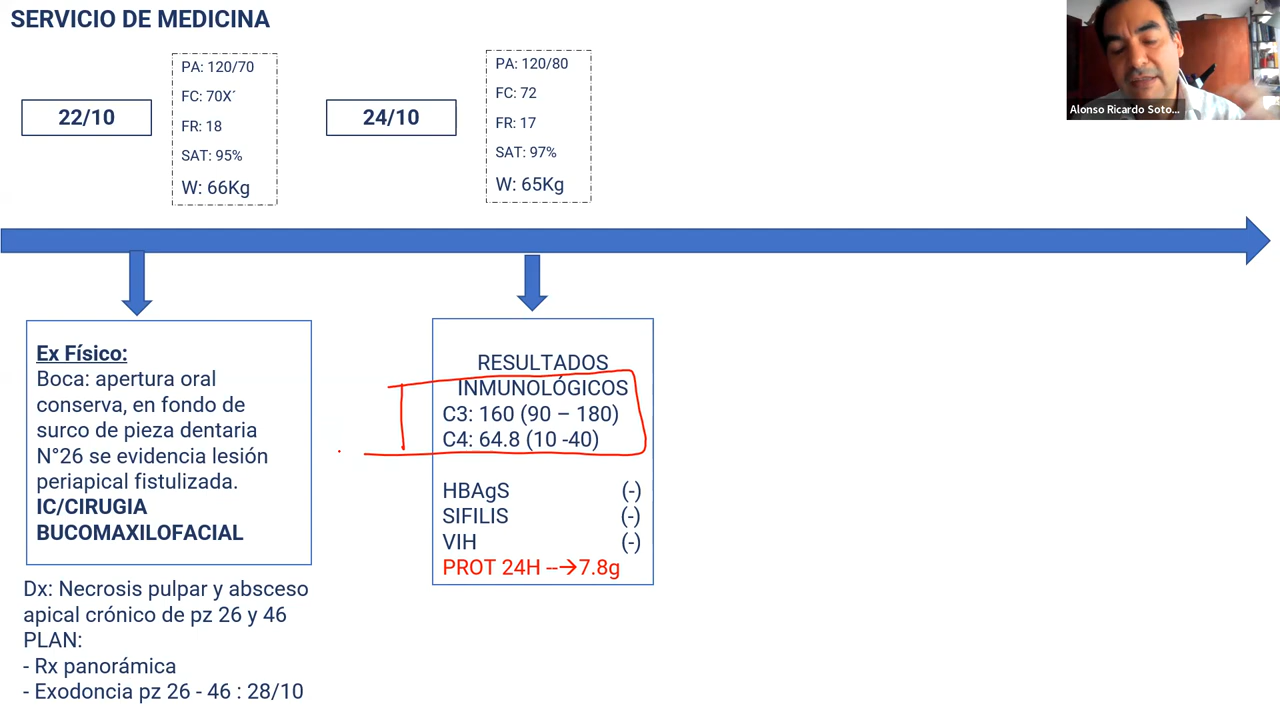 SERVICIO DE MEDICINA
22/10
PA: 120/70
FC: 70X´
FR: 18
SAT: 95%
W: 66Kg
24/10
PA: 120/80
FC: 72
FR: 17
SAT: 97%
W: 65Kg
Alonso Ricardo Soto...
Ex Físico:
Boca: apertura oral
conserva, en fondo de
surco de pieza dentaria
N°26 se evidencia lesión
periapical fistulizada.
IC/CIRUGIA
BUCOMAXILOFACIAL
Dx: Necrosis pulpar y absceso
apical crónico de pz 26 y 46
PLAN:
- Rx panorámica
- Exodoncia pz 26 - 46 : 28/10
RESULTADOS
INMUNOLÓGICOS
C3: 160 (90 – 180)
C4: 64.8 (10 -40)
HBAgS (-)
SIFILIS (-)
VIH (-)
PROT 24H --→7.8g